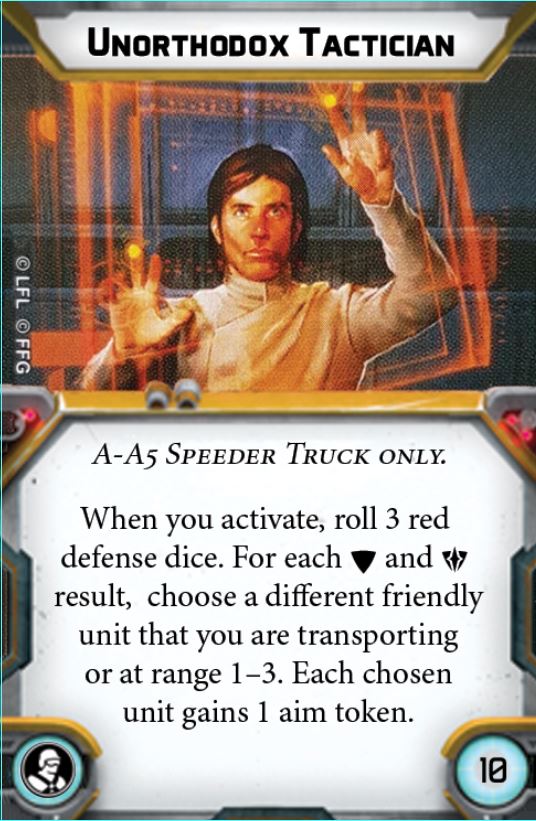 Unorthodox Tactician
© LFL © FFG
A-A5 Speeder Truck only.
When you activate, roll 3 red
defense dice. For each and
result, choose a different friendly
unit that you are transporting
or at range 1–3. Each chosen
unit gains 1 aim token.
10